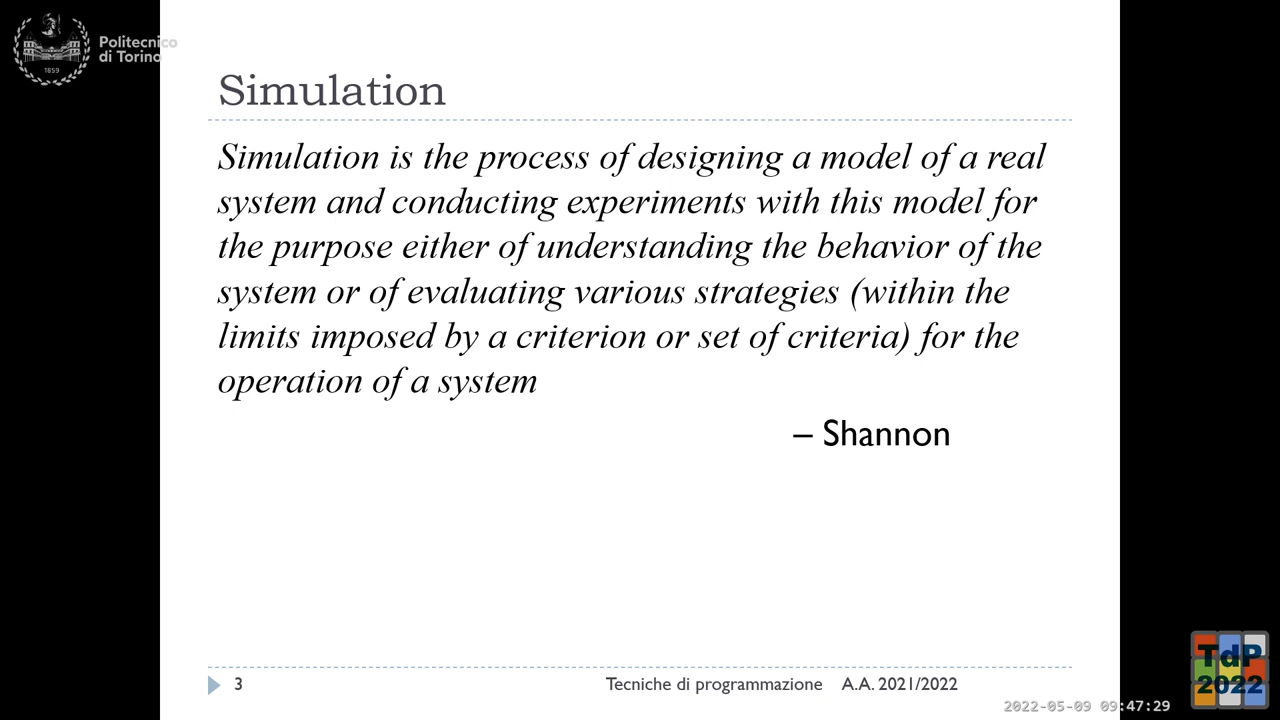 Politecnico
di Torino
1859
Simulation
Simulation is the process of designing a model of a real
system and conducting experiments with this model for
the purpose either of understanding the behavior of the
system or of evaluating various strategies (within the
limits imposed by a criterion or set of criteria) for the
operation of a system
– Shannon
3
Tecniche di programmazione A.A. 2021/2022
2022-05-09 09:47:29
TdP
2022